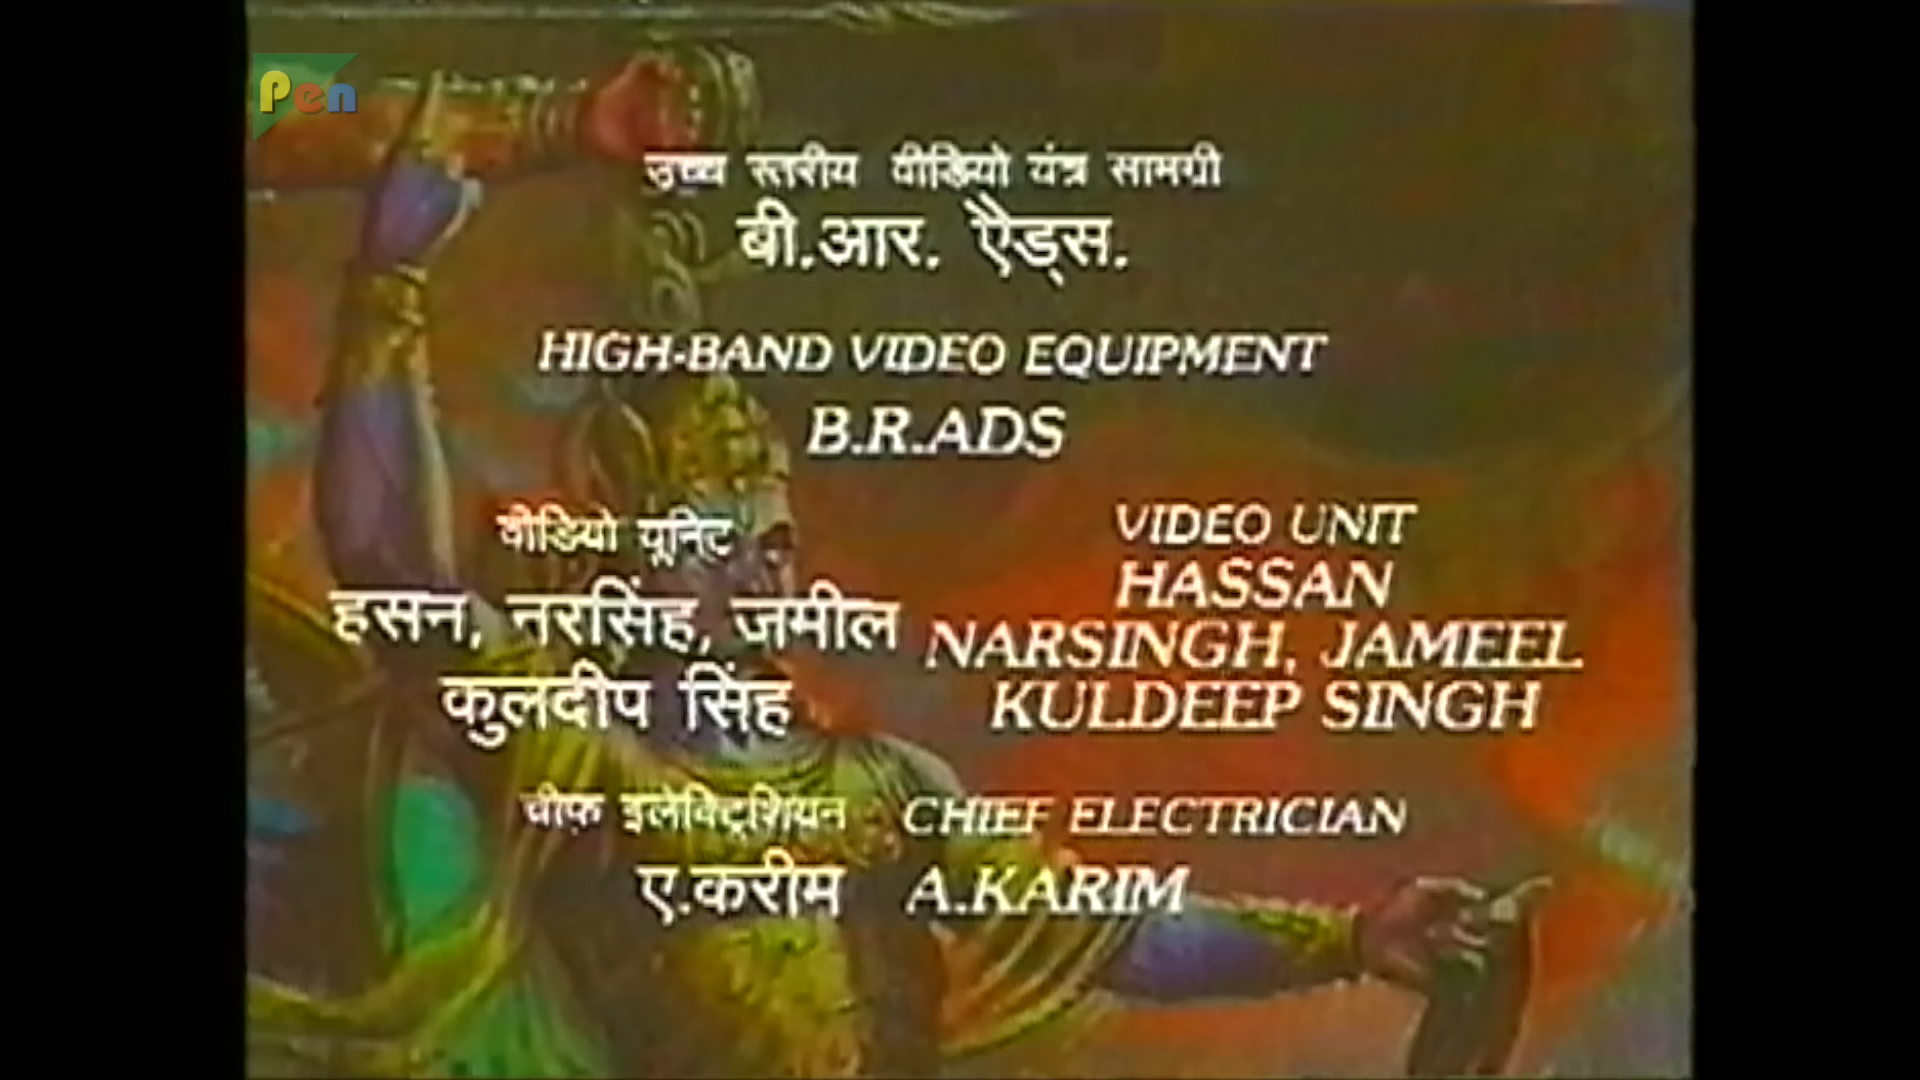 Pen
उच्च स्तरीय वीडियो यंत्र सामग्री
बी.आर. ऐड्स.
HIGH-BAND VIDEO EQUIPMENT
B.R.ADS
वीडियो यूनिट
हसन, नरसिंह, जमील
कुलदीप सिंह
VIDEO UNIT
HASSAN
NARSINGH, JAMEEL
KULDEEP SINGH
चीफ़ इलेक्ट्रिशियन
ए.करीम
CHIEF ELECTRICIAN
A.KARIM